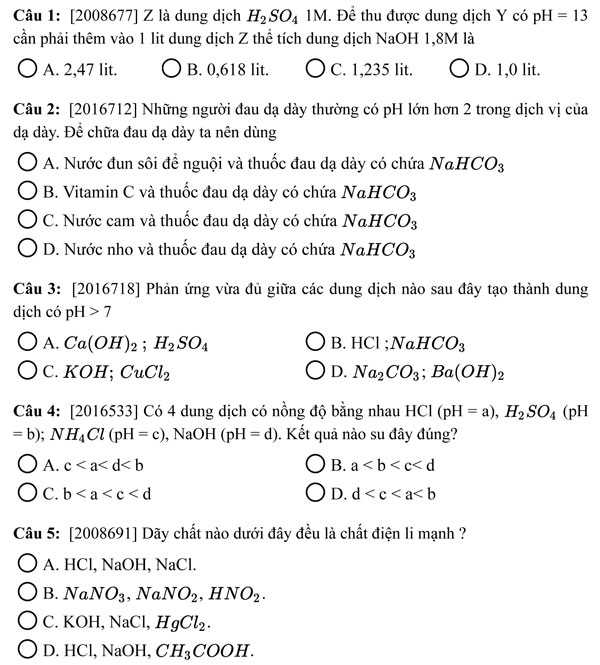 Câu 1: [2008677] Z là dung dịch H₂SO₄ 1M. Để thu được dung dịch Y có pH = 13
cần phải thêm vào 1 lit dung dịch Z thể tích dung dịch NaOH 1,8M là
A. 2,47 lit. B. 0,618 lit. C. 1,235 lit. D. 1,0 lit.
Câu 2: [2016712] Những người đau dạ dày thường có pH lớn hơn 2 trong dịch vị của
dạ dày. Để chữa đau dạ dày ta nên dùng
A. Nước đun sôi để nguội và thuốc đau dạ dày có chứa NaHCO₃
B. Vitamin C và thuốc đau dạ dày có chứa NaHCO₃
C. Nước cam và thuốc đau dạ dày có chứa NaHCO₃
D. Nước nho và thuốc đau dạ dày có chứa NaHCO₃
Câu 3: [2016718] Phản ứng vừa đủ giữa các dung dịch nào sau đây tạo thành dung
dịch có pH > 7
A. Ca(OH)₂ ; H₂SO₄ B. HCl ;NaHCO₃
C. KOH; CuCl₂ D. Na₂CO₃; Ba(OH)₂
Câu 4: [2016533] Có 4 dung dịch có nồng độ bằng nhau HCl (pH = a), H₂SO₄ (pH
= b); NH₄Cl (pH = c), NaOH (pH = d). Kết quả nào su đây đúng?
A. c < a< d< b B. a < b < c< d
C. b < a < c < d D. d < c < a< b
Câu 5: [2008691] Dãy chất nào dưới đây đều là chất điện li mạnh ?
A. HCl, NaOH, NaCl.
B. NaNO₃, NaNO₂, HNO₂.
C. KOH, NaCl, HgCl₂.
D. HCl, NaOH, CH₃COOH.